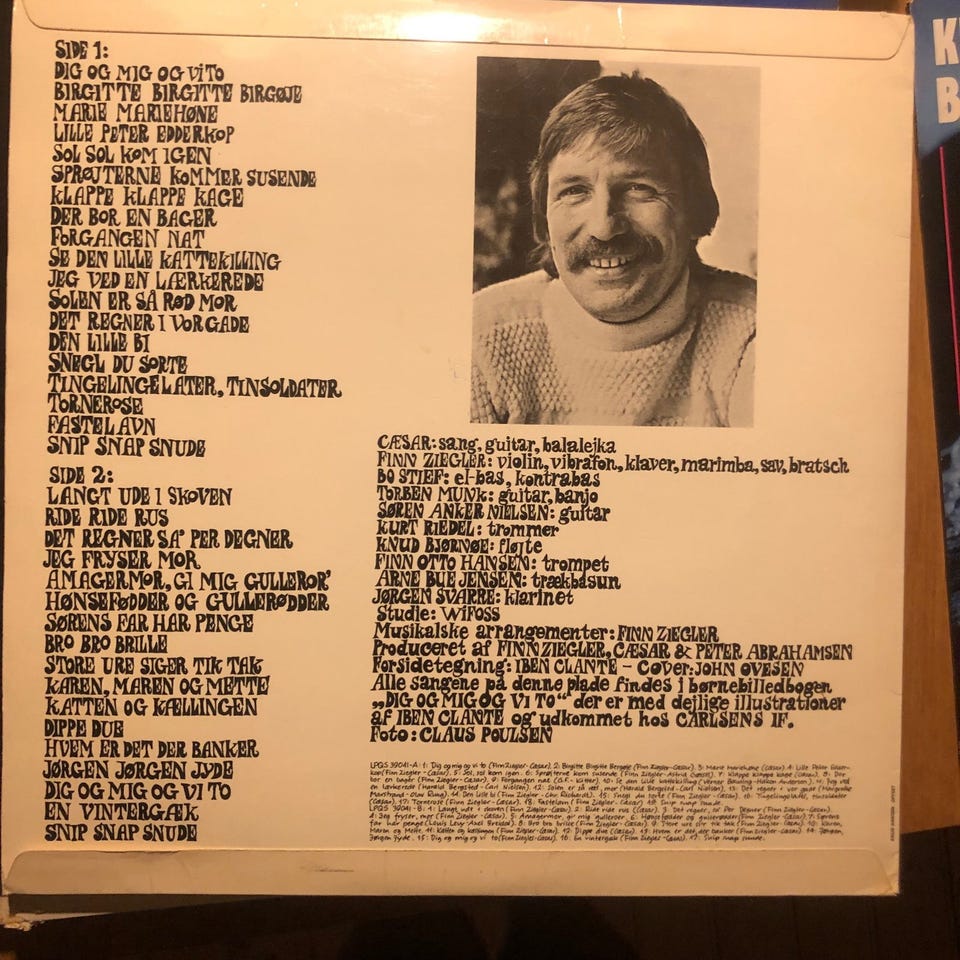 SIDE 1:
DIG OG MIG OG VI TO
BIRGITTE BIRGITTE BIRGØJE
MARIE MARIEHØNE
LILLE PETER EDDERKOP
SOL SOL KOM IGEN
SPRØJTERNE KOMMER SUSENDE
KLAPPE KLAPPE KAGE
DER BOR EN BAGER
FORGANGEN NAT
SE DEN LILLE KATTEKILLING
JEG VED EN LÆRKEREDE
SOLEN ER SÅ RØD MOR
DET REGNER I VOR GADE
DEN LILLE BI
SNEGL DU SORTE
TINGELINGELATER, TINSOLDATER
TORNEROSE
FASTELAVN
SNIP SNAP SNUDE
SIDE 2:
LANGT UDE I SKOVEN
RIDE RIDE RUS
DET REGNER SA' PER DEGNER
JEG FRYSER MOR
AMAGERMOR, GI MIG GULLEROR'
HØNSEFØDDER OG GULLERØDDER
SØRENS FAR HAR PENGE
BRO BRO BRILLE
STORE URE SIGER TIK TAK
KAREN, MAREN OG METTE
KATTEN OG KÆLLINGEN
DIPPE DUE
HVEM ER DET DER BANKER
JØRGEN JØRGEN JYDE
DIG OG MIG OG VI TO
EN VINTERGÆK
SNIP SNAP SNUDE
CÆSAR: sang, guitar, balalejka
FINN ZIEGLER: violin, vibrafon, klaver, marimba, sav, bratsch
BO STIEF: el-bas, kontrabas
TORBEN MUNK: guitar, banjo
SØREN ANKER NIELSEN: guitar
KURT RIEDEL: trommer
KNUD BJØRNØE: fløjte
FINN OTTO HANSEN: trompet
ARNE BUE JENSEN: trækbasun
JØRGEN SVARRE: klarinet
Studie: WIFOSS
Musikalske arrangementer: FINN ZIEGLER
Produceret af FINN ZIEGLER, CÆSAR & PETER ABRAHAMSEN
Forsidetegning: IBEN CLANTE – Cover: JOHN OVESEN
Alle sangene på denne plade findes i børnebilledbogen
„DIG OG MIG OG VI TO“ der er med dejlige illustrationer
af IBEN CLANTE og udkommet hos CARLSENS IF.
Foto: CLAUS POULSEN
K
B